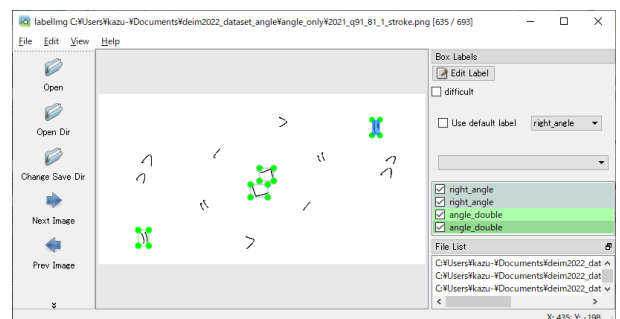 labelImg C:¥Users¥kazu-¥Documents¥deim2022_dataset_angle¥angle_only¥2021_q91_81_1_stroke.png [635 / 693]
File Edit View Help
Open
Open Dir
Change Save Dir
Next Image
Prev Image
Box Labels
Edit Label
difficult
Use default label right_angle
right_angle
right_angle
angle_double
angle_double
File List
C:¥Users¥kazu-¥Documents¥deim2022_dat
C:¥Users¥kazu-¥Documents¥deim2022_dat
C:¥Users¥kazu-¥Documents¥deim2022_dat
X: 435; Y: -198